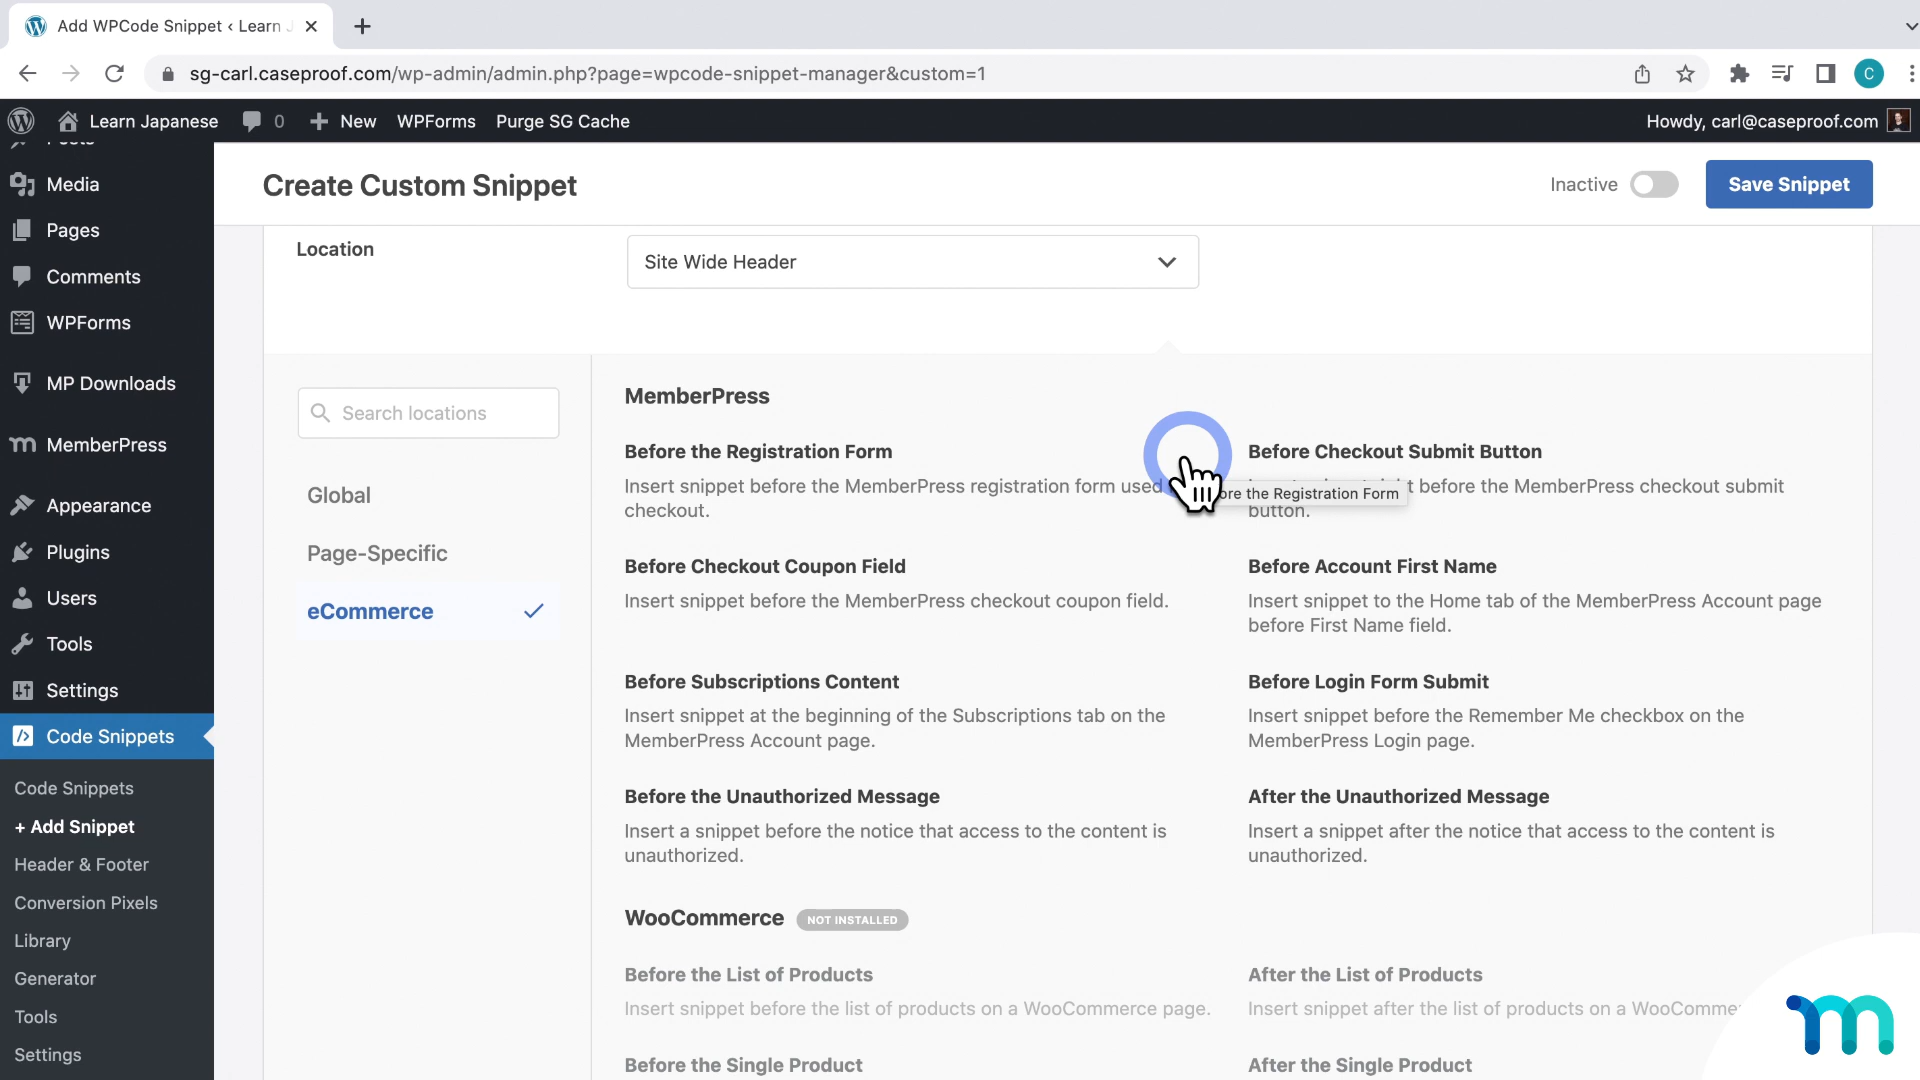 Add WPCode Snippet ‹ Learn J
sg-carl.caseproof.com/wp-admin/admin.php?page=wpcode-snippet-manager&custom=1
C
Learn Japanese 0 New WPForms Purge SG Cache Howdy, carl@caseproof.com
Posts
Media
Pages
Comments
WPForms
MP Downloads
MemberPress
Appearance
Plugins
Users
Tools
Settings
Code Snippets
Code Snippets
+ Add Snippet
Header & Footer
Conversion Pixels
Library
Generator
Tools
Settings
Create Custom Snippet
Inactive
Save Snippet
Location
Site Wide Header
Search locations
Global
Page-Specific
eCommerce
MemberPress
Before the Registration Form
Insert snippet before the MemberPress registration form used
checkout.
Before Checkout Submit Button
t before the MemberPress checkout submit
button.
ore the Registration Form
Before Checkout Coupon Field
Insert snippet before the MemberPress checkout coupon field.
Before Account First Name
Insert snippet to the Home tab of the MemberPress Account page
before First Name field.
Before Subscriptions Content
Insert snippet at the beginning of the Subscriptions tab on the
MemberPress Account page.
Before Login Form Submit
Insert snippet before the Remember Me checkbox on the
MemberPress Login page.
Before the Unauthorized Message
Insert a snippet before the notice that access to the content is
unauthorized.
After the Unauthorized Message
Insert a snippet after the notice that access to the content is
unauthorized.
WooCommerce NOT INSTALLED
Before the List of Products
Insert snippet before the list of products on a WooCommerce page.
After the List of Products
Insert snippet after the list of products on a WooComme
Before the Single Product
After the Single Product
m